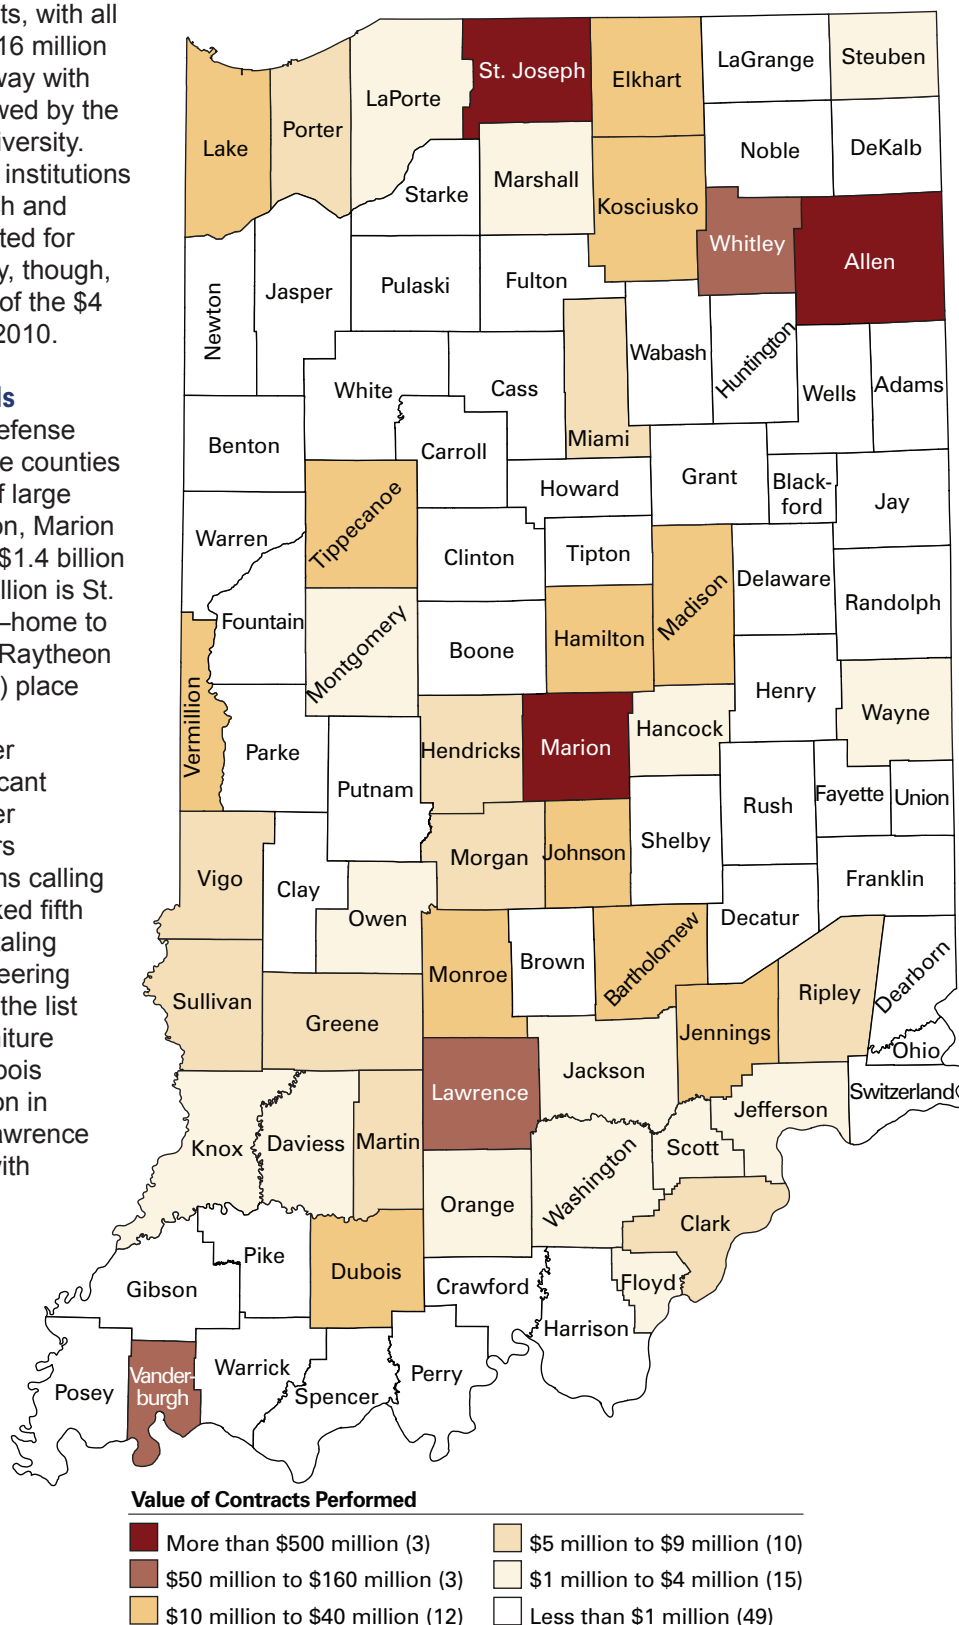 ts, with all
16 million
way with
wed by the
iversity.
institutions
h and
ted for
y, though,
of the $4
2010.
ls
efense
e counties
f large
on, Marion
$1.4 billion
llion is St.
–home to
Raytheon
) place
er
cant
er
rs
ns calling
ked fifth
taling
eering
the list
niture
bois
on in
awrence
vith
St. Joseph
LaGrange
Steuben
Elkhart
LaPorte
Porter
Lake
Noble
DeKalb
Marshall
Starke
Kosciusko
Whitley
Allen
Newton
Jasper
Pulaski
Fulton
Wabash
Huntington
White
Cass
Wells
Adams
Miami
Benton
Carroll
Grant
Howard
Black-
ford
Jay
Tippecanoe
Warren
Clinton
Tipton
Delaware
Randolph
Fountain
Montgomery
Boone
Hamilton
Madison
Henry
Wayne
Vermillion
Parke
Hendricks
Marion
Hancock
Putnam
Rush
Fayette
Union
Shelby
Morgan
Johnson
Vigo
Clay
Franklin
Owen
Decatur
Monroe
Brown
Bartholomew
Sullivan
Greene
Ripley
Dearborn
Jennings
Ohio
Jackson
Lawrence
Switzerland
Jefferson
Knox
Daviess
Martin
Scott
Washington
Orange
Clark
Pike
Dubois
Gibson
Crawford
Floyd
Harrison
Warrick
Perry
Posey
Vander-
burgh
Spencer
Value of Contracts Performed
More than $500 million (3)
$50 million to $160 million (3)
$10 million to $40 million (12)
$5 million to $9 million (10)
$1 million to $4 million (15)
Less than $1 million (49)